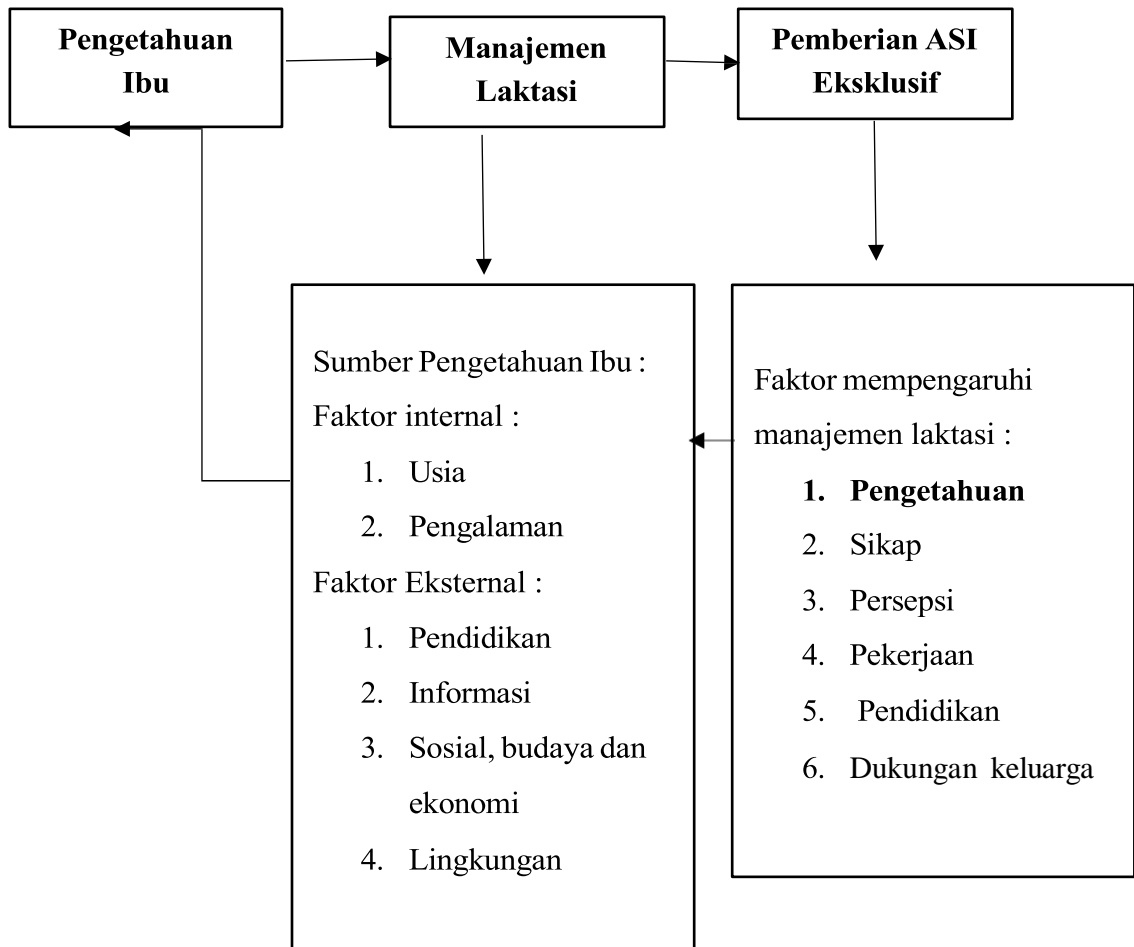 Pengetahuan
Ibu
Manajemen
Laktasi
Pemberian ASI
Eksklusif
Sumber Pengetahuan Ibu :
Faktor internal :
1. Usia
2. Pengalaman
Faktor Eksternal :
1. Pendidikan
2. Informasi
3. Sosial, budaya dan
ekonomi
4. Lingkungan
Faktor mempengaruhi
manajemen laktasi :
1. Pengetahuan
2. Sikap
3. Persepsi
4. Pekerjaan
5. Pendidikan
6. Dukungan keluarga